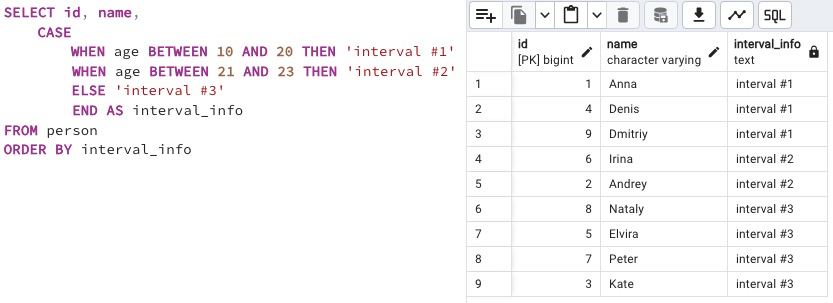 SELECT id, name,
CASE
WHEN age BETWEEN 10 AND 20 THEN 'interval #1'
WHEN age BETWEEN 21 AND 23 THEN 'interval #2'
ELSE 'interval #3'
END AS interval_info
FROM person
ORDER BY interval_info
SQL
id name interval_info
[PK] bigint character varying text
1 1 Anna interval #1
2 4 Denis interval #1
3 9 Dmitriy interval #1
4 6 Irina interval #2
5 2 Andrey interval #2
6 8 Nataly interval #3
7 5 Elvira interval #3
8 7 Peter interval #3
9 3 Kate interval #3